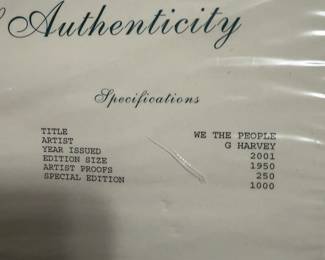 Authenticity
Specifications
TITLE WE THE PEOPLE
ARTIST G HARVEY
YEAR ISSUED 2001
EDITION SIZE 1950
ARTIST PROOFS 250
SPECIAL EDITION 1000